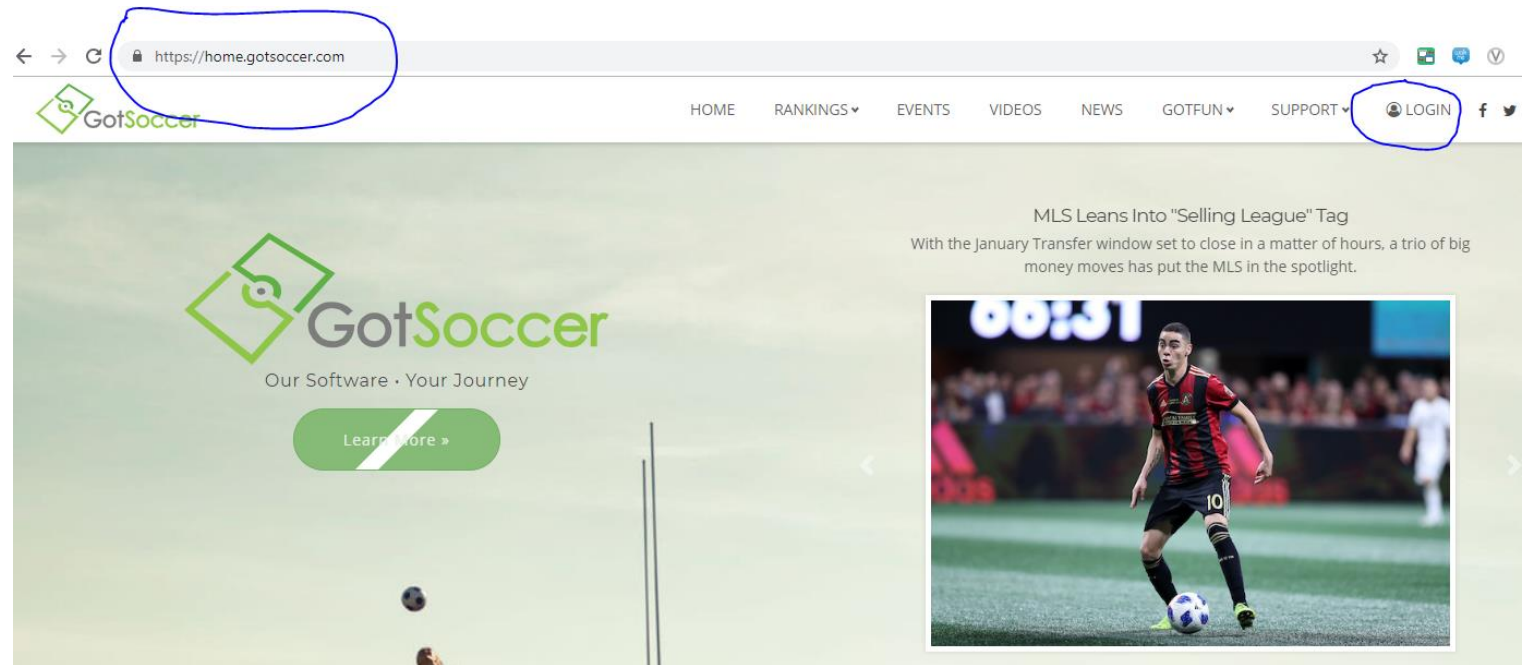 https://home.gotsoccer.com
GotSoccer
HOME RANKINGS EVENTS VIDEOS NEWS GOTFUN SUPPORT LOGIN
MLS Leans Into "Selling League" Tag
With the January Transfer window set to close in a matter of hours, a trio of big
money moves has put the MLS in the spotlight.
GotSoccer
Our Software · Your Journey
Learn More »
10